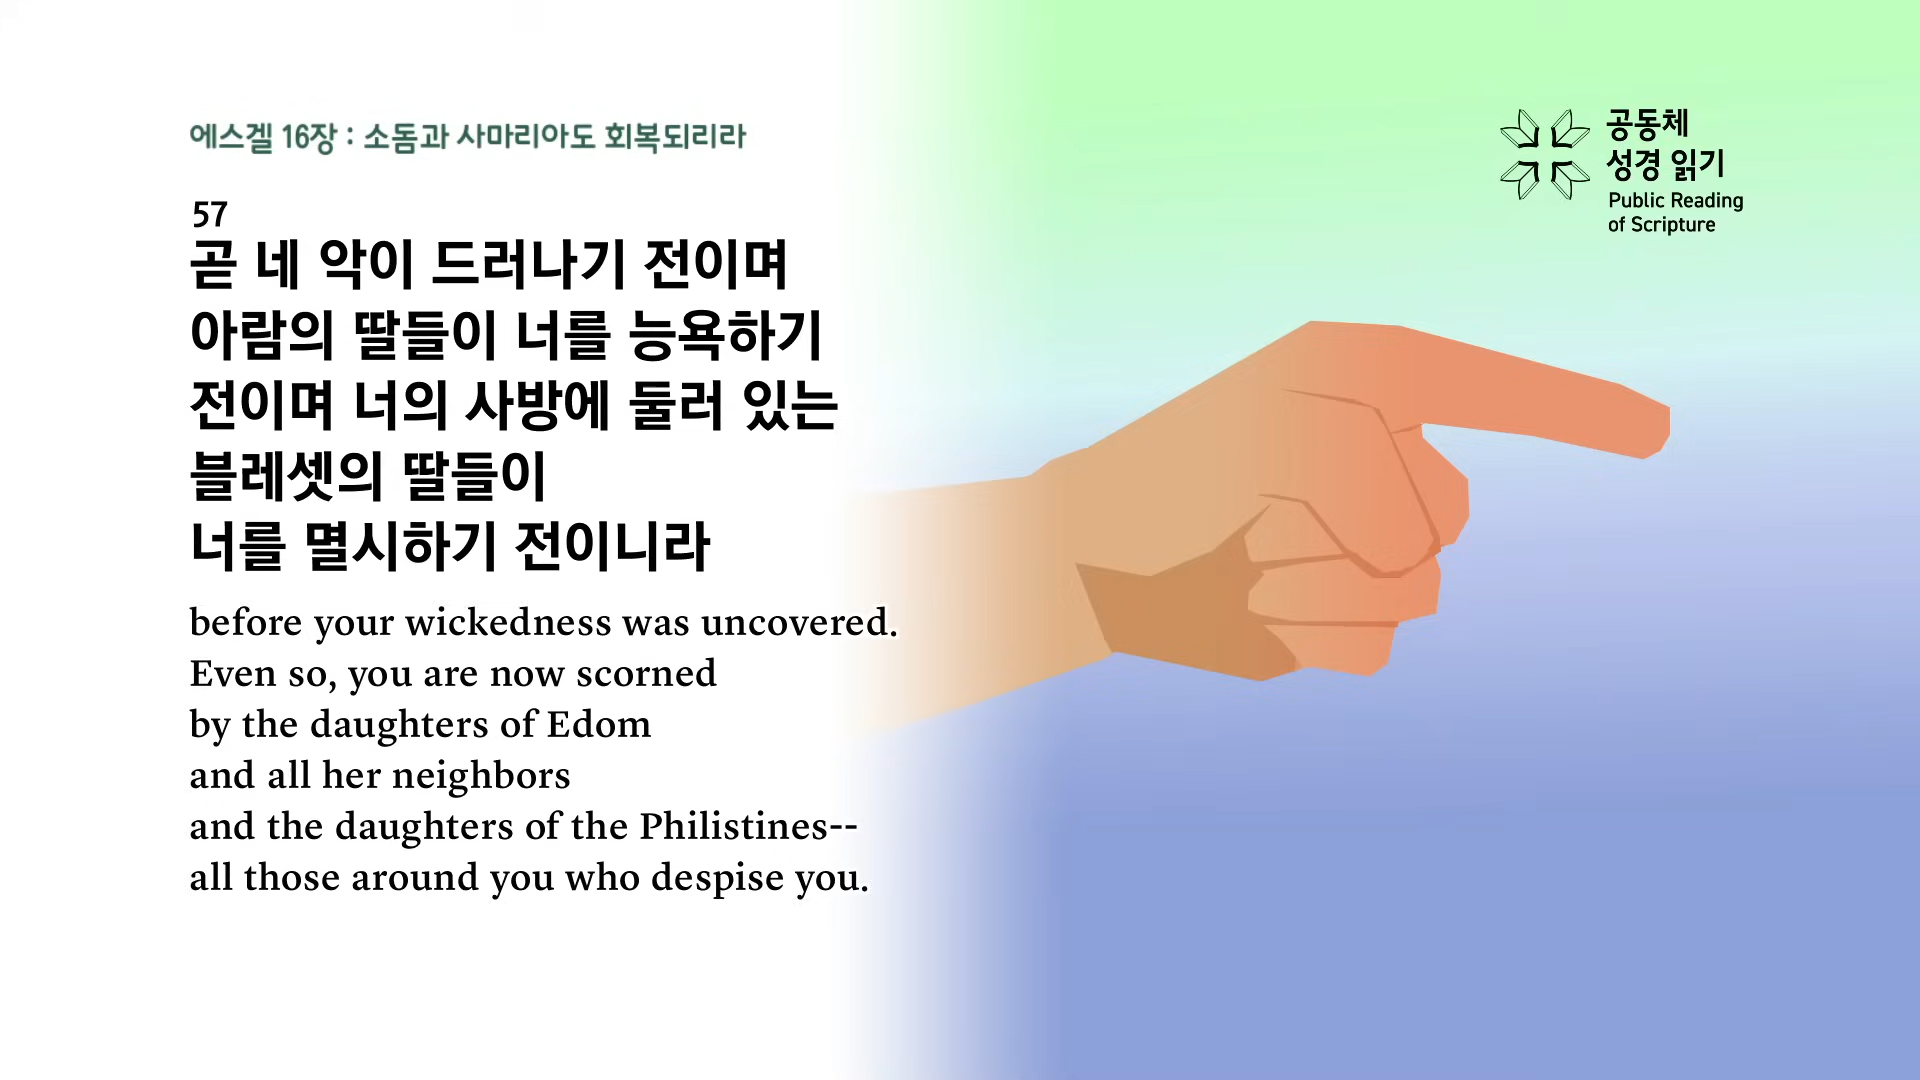 에스겔 16장 : 소돔과 사마리아도 회복되리라
57
곧 네 악이 드러나기 전이며
아람의 딸들이 너를 능욕하기
전이며 너의 사방에 둘러 있는
블레셋의 딸들이
너를 멸시하기 전이니라
before your wickedness was uncovered.
Even so, you are now scorned
by the daughters of Edom
and all her neighbors
and the daughters of the Philistines--
all those around you who despise you.
공동체
성경 읽기
Public Reading
of Scripture